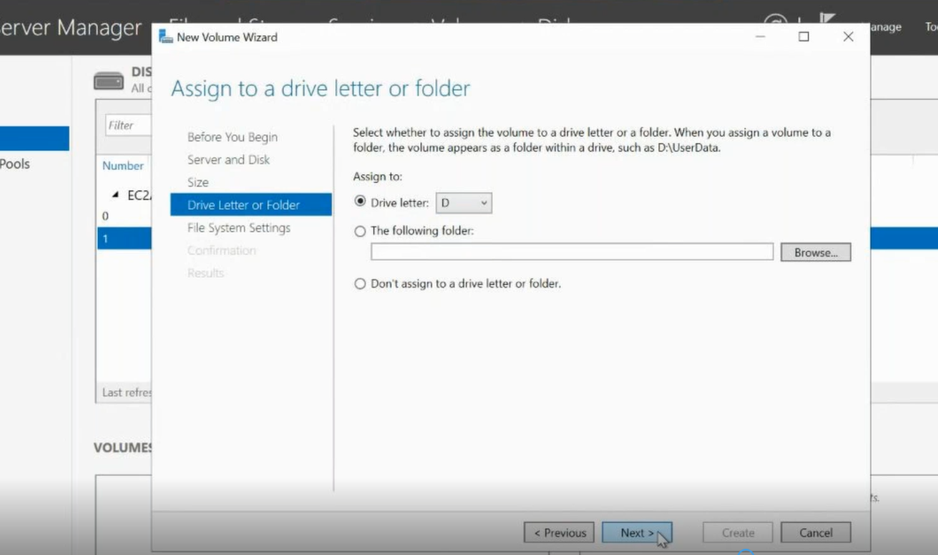 Server Manager
New Volume Wizard
anage
Assign to a drive letter or folder
DIS
All
Filter
Pools
Number
EC2
0
1
Last refre
VOLUMES
Before You Begin
Server and Disk
Size
Drive Letter or Folder
File System Settings
Confirmation
Results
Select whether to assign the volume to a drive letter or a folder. When you assign a volume to a
folder, the volume appears as a folder within a drive, such as D:\UserData.
Assign to:
Drive letter: D
The following folder:
Browse...
Don't assign to a drive letter or folder.
< Previous Next > Create Cancel